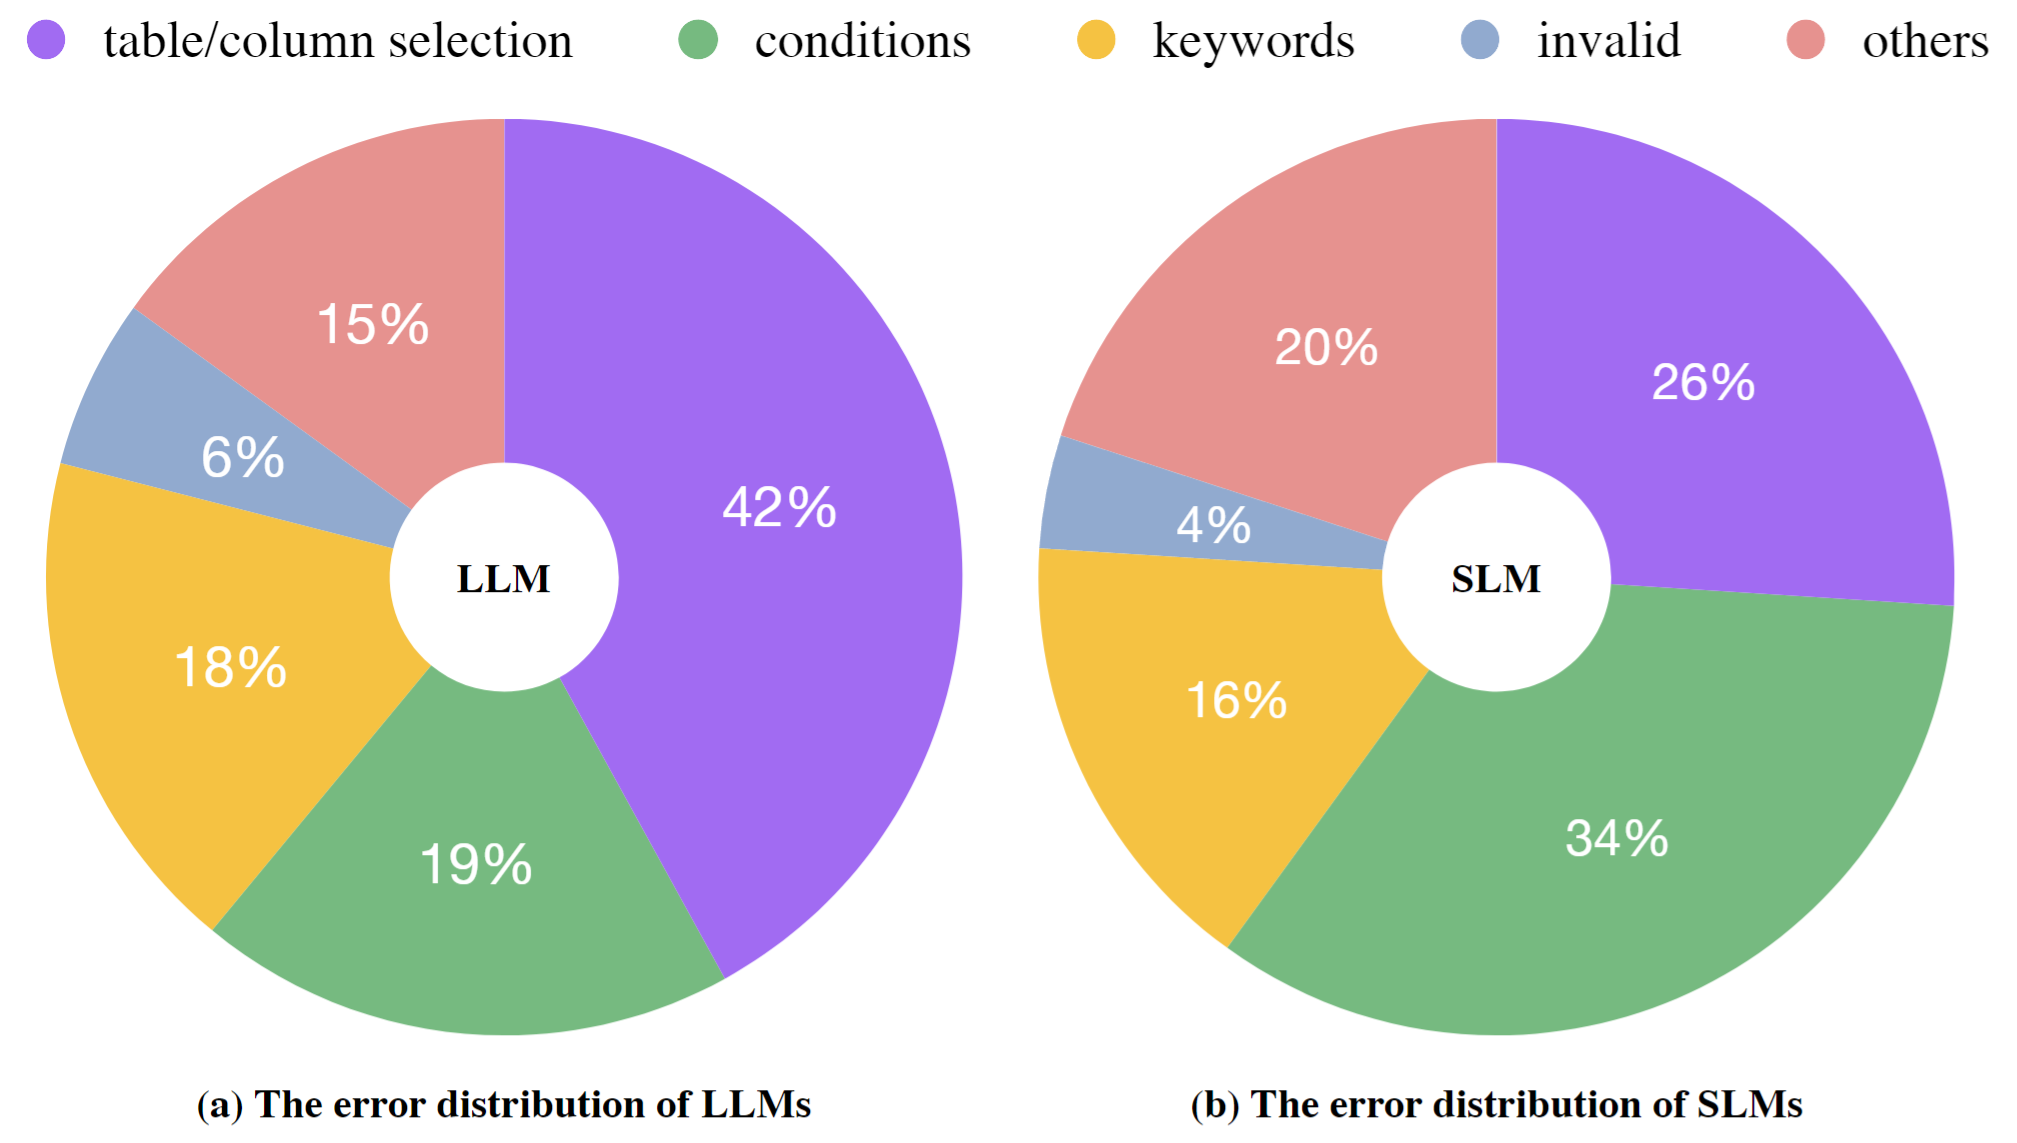 table/column selection conditions keywords invalid others
15%
6%
42%
LLM
18%
19%
20%
26%
4%
SLM
16%
34%
(a) The error distribution of LLMs
(b) The error distribution of SLMs